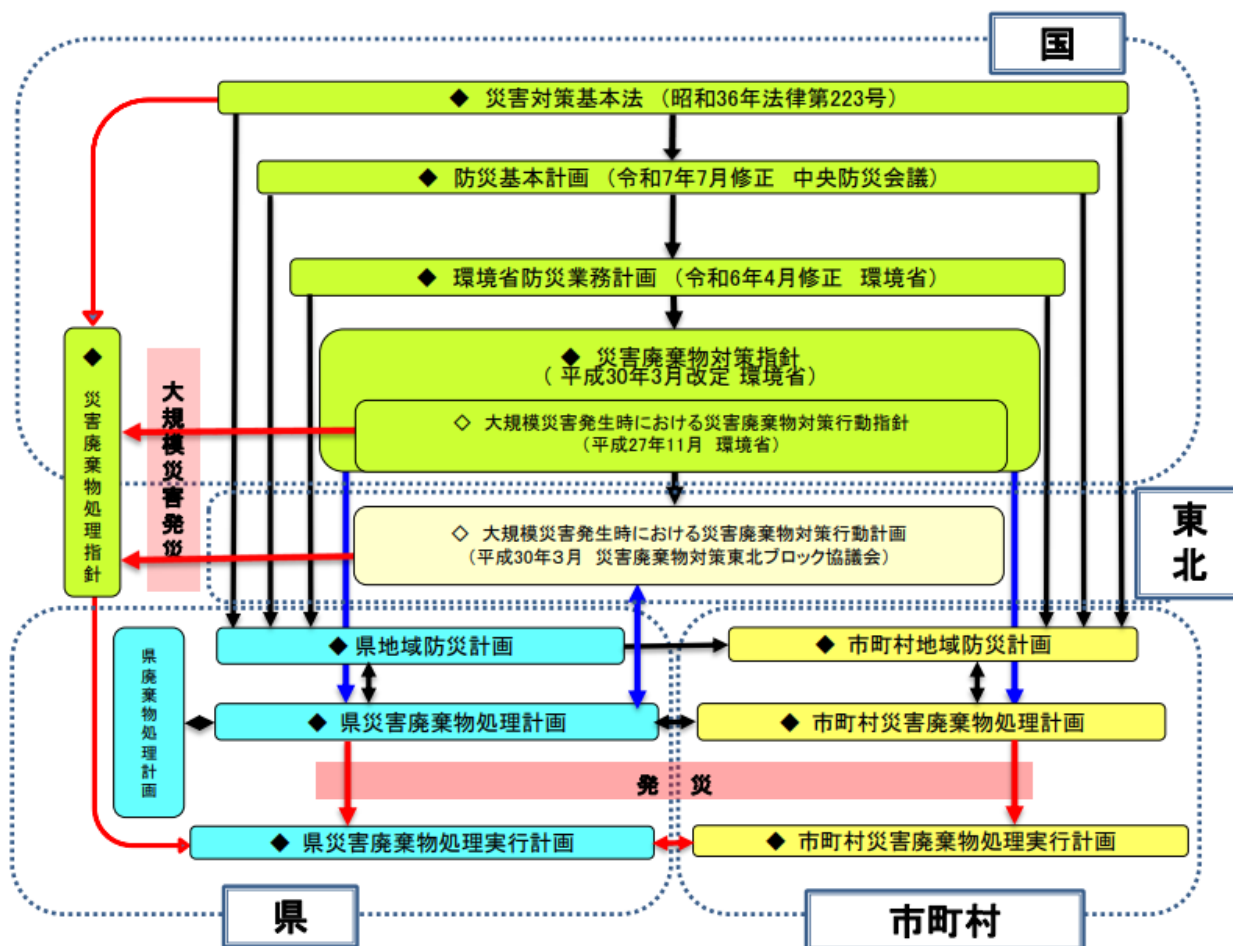 国
◆ 災害対策基本法 (昭和36年法律第223号)
◆ 防災基本計画 (令和7年7月修正 中央防災会議)
◆ 環境省防災業務計画 (令和6年4月修正 環境省)
◆ 災害廃棄物対策指針
( 平成30年3月改定 環境省)
◇ 大規模災害発生時における災害廃棄物対策行動指針
(平成27年11月 環境省)
◆ 災害廃棄物処理指針
大規模災害発災
東北
◇ 大規模災害発生時における災害廃棄物対策行動計画
(平成30年3月 災害廃棄物対策東北ブロック協議会)
◆ 県地域防災計画
◆ 市町村地域防災計画
県廃棄物処理計画
◆ 県災害廃棄物処理計画
◆ 市町村災害廃棄物処理計画
発 災
◆ 県災害廃棄物処理実行計画
◆ 市町村災害廃棄物処理実行計画
県
市町村